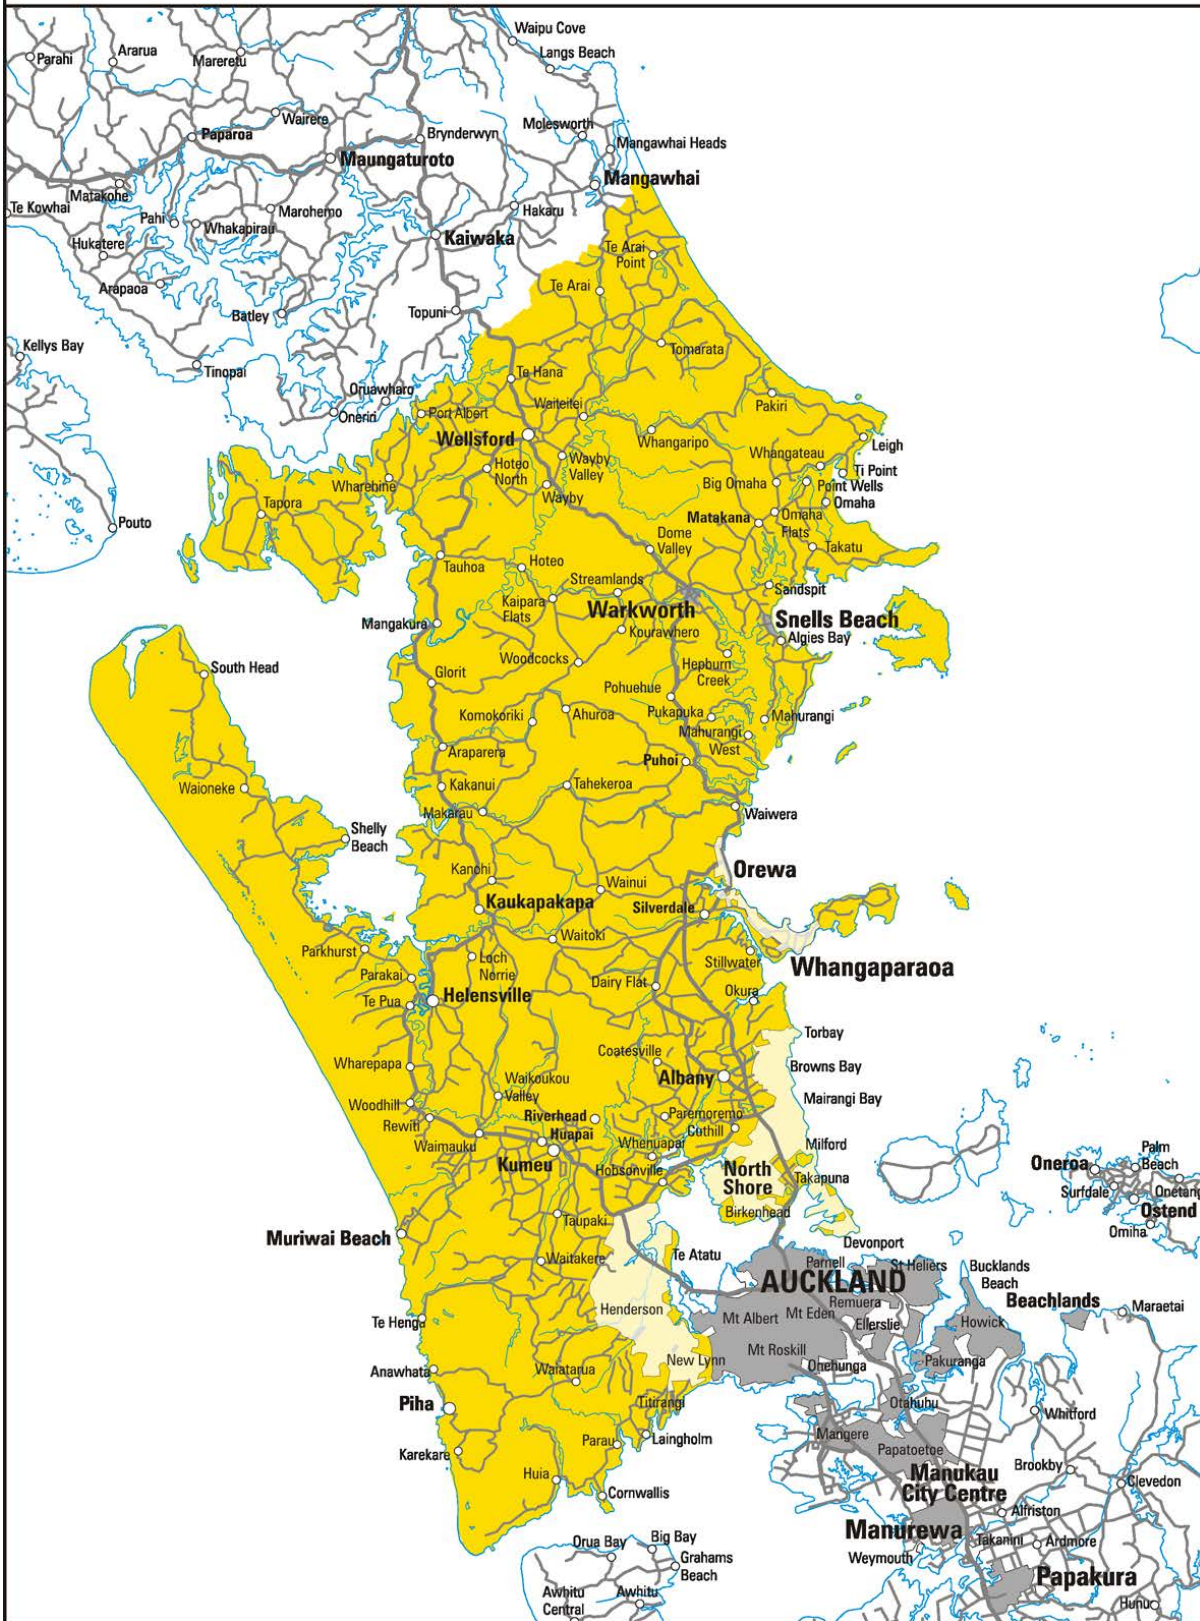 Waipu Cove
Langs Beach
Parahi
Ararua
Mareretu
Wairere
Paparoa
Brynderwyn
Molesworth
Mangawhai Heads
Maungaturoto
Mangawhai
Matakohe
Te Kowhai
Pahi
Whakapirau
Marohemo
Hakaru
Hukatere
Kaiwaka
Te Arai
Point
Arapaoa
Te Arai
Batley
Topuni
Kellys Bay
Tinopai
Tomarata
Te Hana
Oruawharo
Oneriri
Port Albert
Waiteitei
Pakiri
Wellsford
Whangaripo
Leigh
Whangateau
Hoteo
North
Wayby
Valley
Ti Point
Wharehine
Wayby
Big Omaha
Point Wells
Tapora
Omaha
Pouto
Matakana
Omaha
Flats
Dome
Valley
Takatu
Tauhoa
Hoteo
Streamlands
Sandspit
Kaipara
Flats
Warkworth
Snells Beach
Mangakura
Kourawhero
Algies Bay
Woodcocks
Hepburn
Creek
South Head
Glorit
Pohuehue
Komokoriki
Ahuroa
Pukapuka
Mahurangi
Mahurangi
West
Araparera
Puhoi
Waioneke
Kakanui
Tahekeroa
Makarau
Waiwera
Shelly
Beach
Kanohi
Orewa
Wainui
Kaukapakapa
Silverdale
Waitoki
Parkhurst
Loch
Norrie
Stillwater
Whangaparaoa
Parakai
Dairy Flat
Okura
Te Pua
Helensville
Torbay
Coatesville
Wharepapa
Albany
Browns Bay
Waikoukou
Valley
Mairangi Bay
Woodhill
Riverhead
Paremoremo
Rewiti
Huapai
Cuthill
Waimauku
Whenuapai
Milford
Kumeu
Hobsonville
North
Shore
Takapuna
Oneroa
Palm
Beach
Surfdale
Onetang
Birkenhead
Ostend
Taupaki
Omiha
Muriwai Beach
Devonport
Waitakere
Te Atatu
Parnell
St Heliers
Bucklands
Beach
AUCKLAND
Henderson
Remuera
Beachlands
Maraetai
Te Henga
Mt Albert
Mt Eden
Ellerslie
Howick
Mt Roskill
New Lynn
Onehunga
Pakuranga
Anawhata
Waiatarua
Piha
Titirangi
Otahuhu
Whitford
Karekare
Parau
Laingholm
Mangere
Papatoetoe
Huia
Manukau
City Centre
Brookby
Clevedon
Cornwallis
Alfriston
Manurewa
Orua Bay
Big Bay
Takanini
Ardmore
Grahams
Beach
Weymouth
Papakura
Awhitu
Central
Awhitu
Hunua